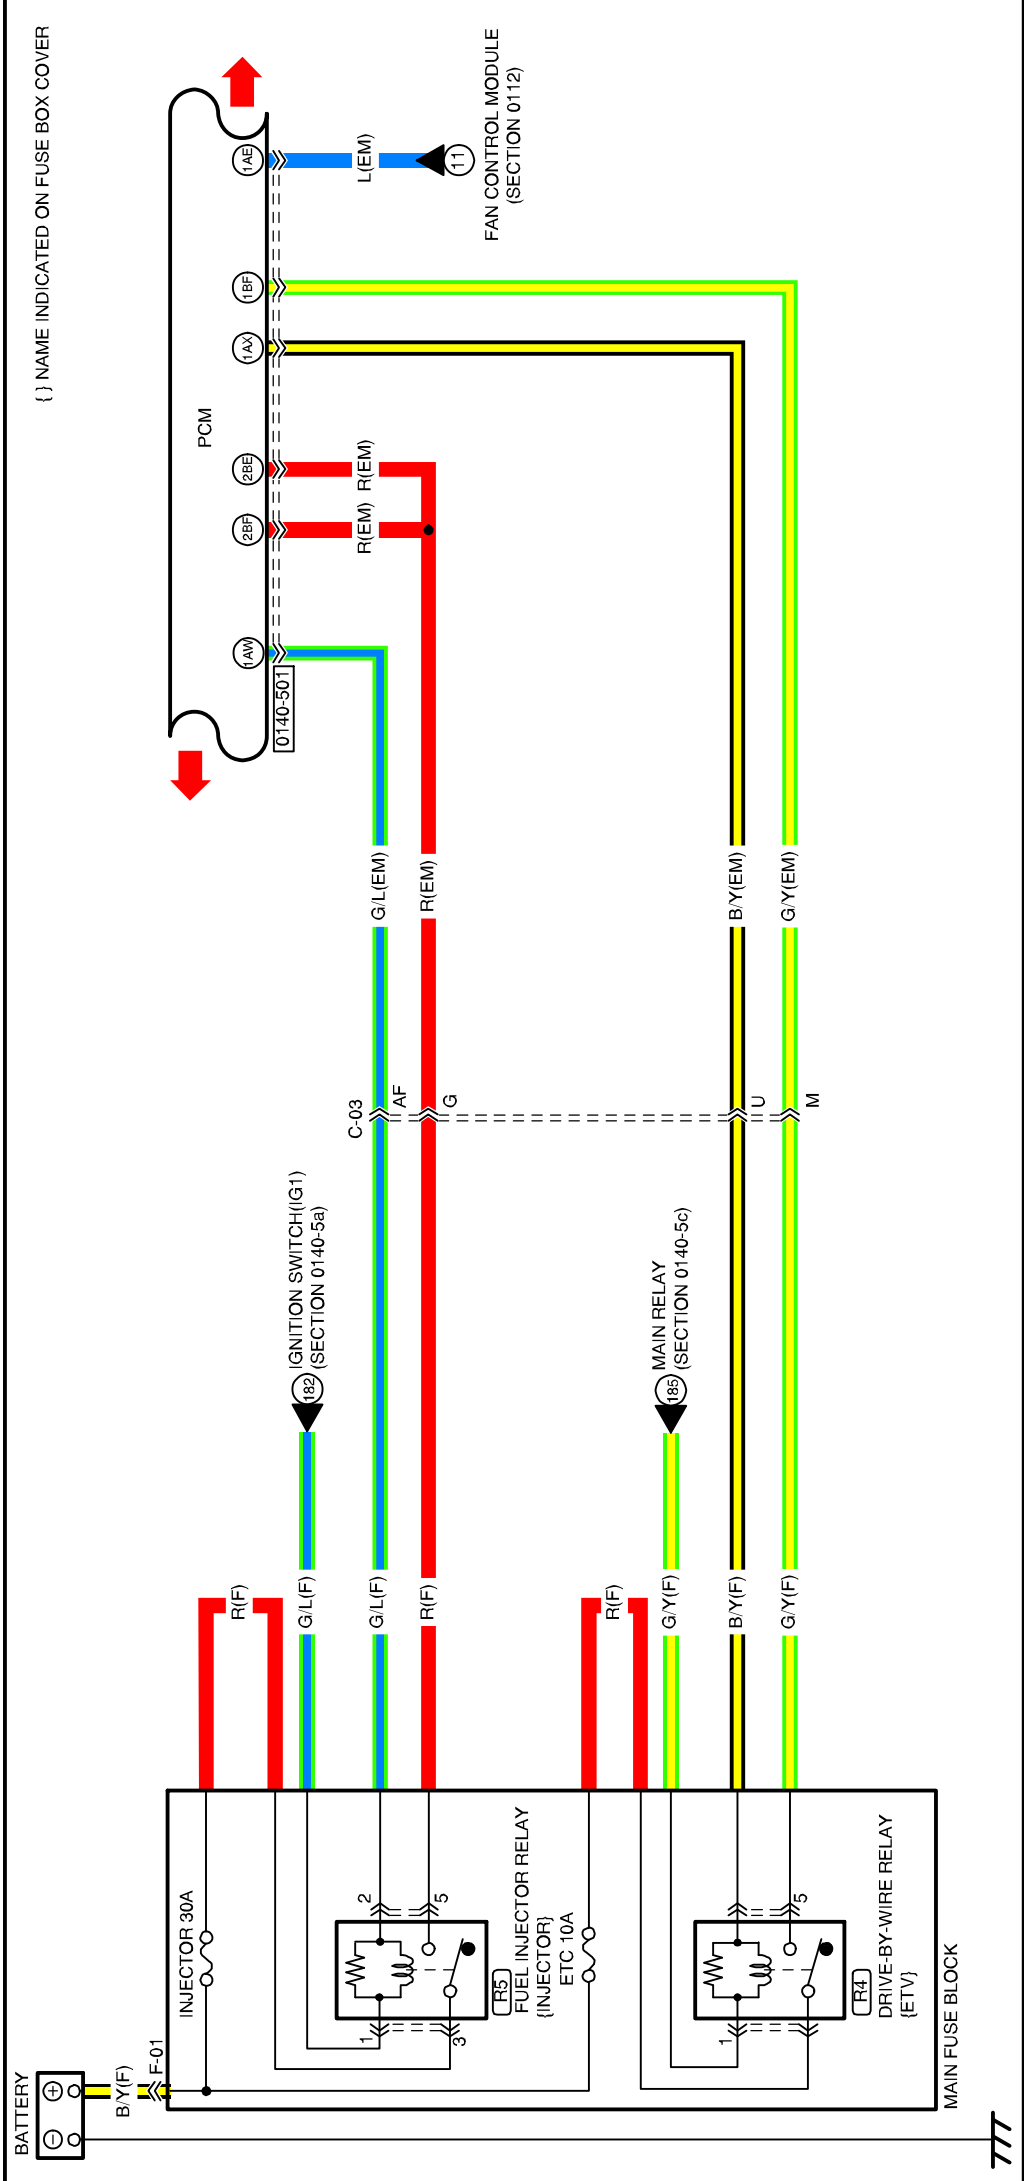 BATTERY
B/Y(F)
F-01
INJECTOR 30A
R(F)
IGNITION SWITCH(IG1)
(SECTION 0140-5a)
182
G/L(F)
G/L(F)
R(F)
1
2
3
5
R5
FUEL INJECTOR RELAY
{INJECTOR}
ETC 10A
R(F)
MAIN RELAY
(SECTION 0140-5c)
185
G/Y(F)
B/Y(F)
G/Y(F)
1
5
R4
DRIVE-BY-WIRE RELAY
{ETV}
MAIN FUSE BLOCK
C-03
AF
G
U
M
G/L(EM)
R(EM)
B/Y(EM)
G/Y(EM)
{ } NAME INDICATED ON FUSE BOX COVER
PCM
1AW
2BF
2BE
1AX
1BF
1AE
0140-501
R(EM)
R(EM)
L(EM)
11
FAN CONTROL MODULE
(SECTION 0112)